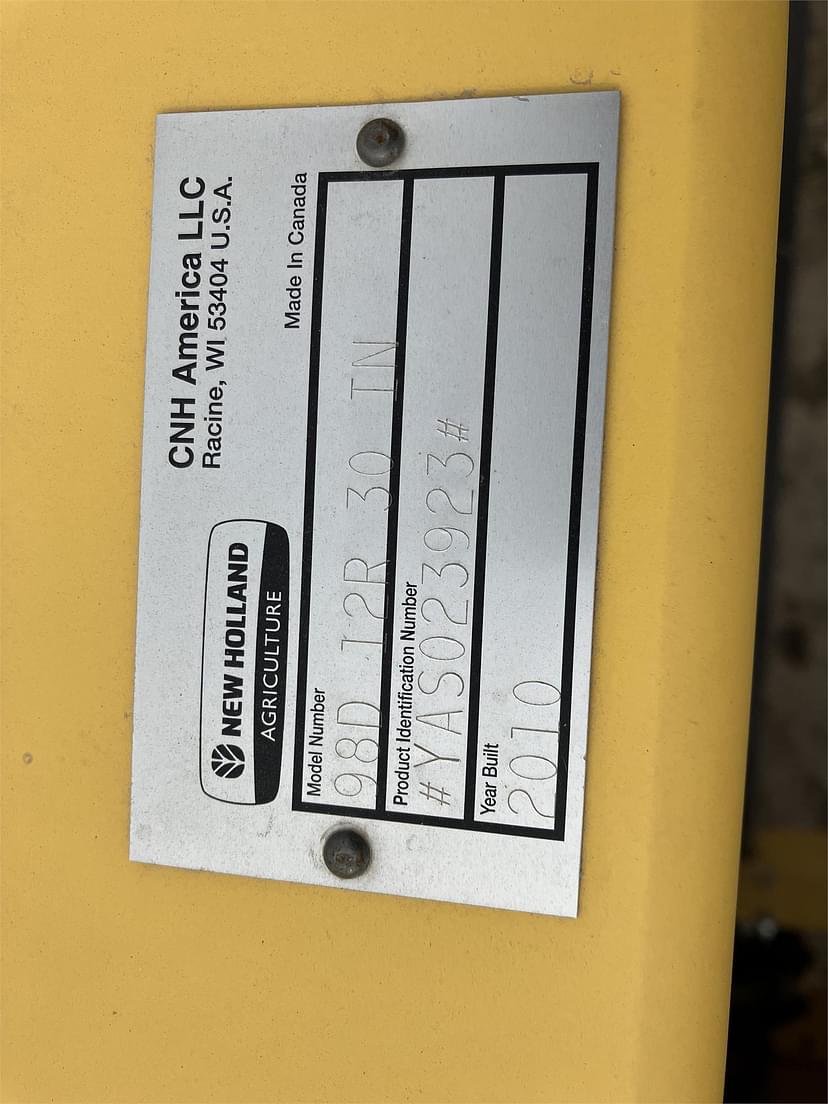 CNH America LLC
Racine, WI 53404 U.S.A.
NEW HOLLAND
AGRICULTURE
Made In Canada
Model Number
98D 12R 30 IN
Product Identification Number
#YAS023923#
Year Built
2010